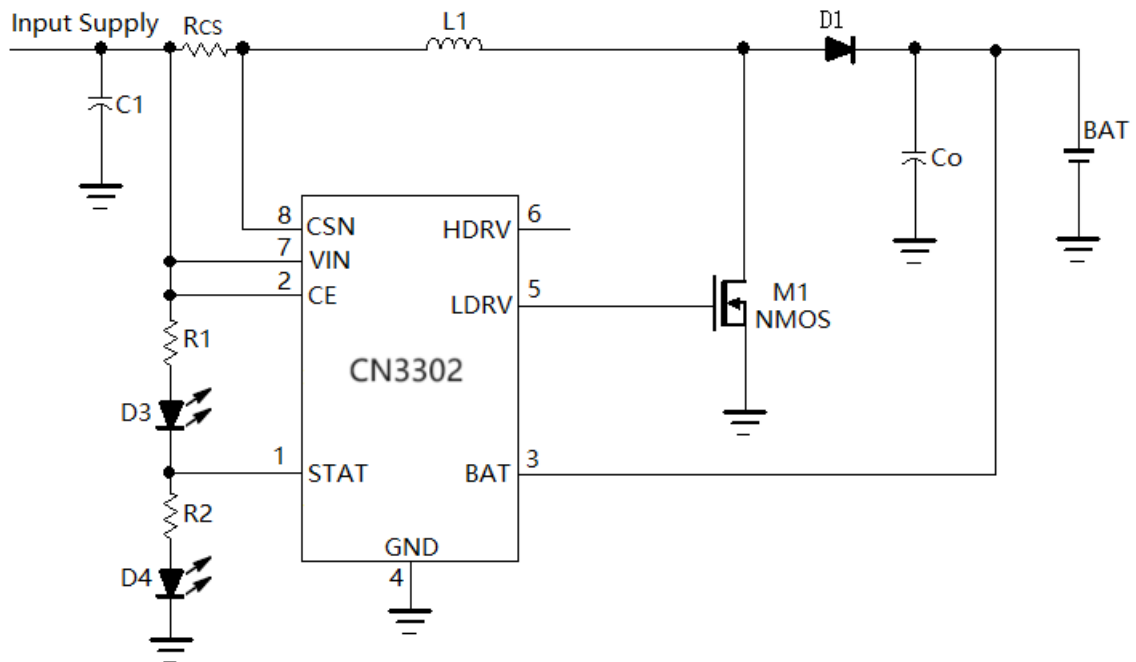 Input Supply
Rcs
L1
D1
C1
Co
BAT
8
CSN
HDRV
6
7
VIN
2
CE
LDRV
5
M1
NMOS
R1
CN3302
D3
1
STAT
BAT
3
R2
GND
4
D4